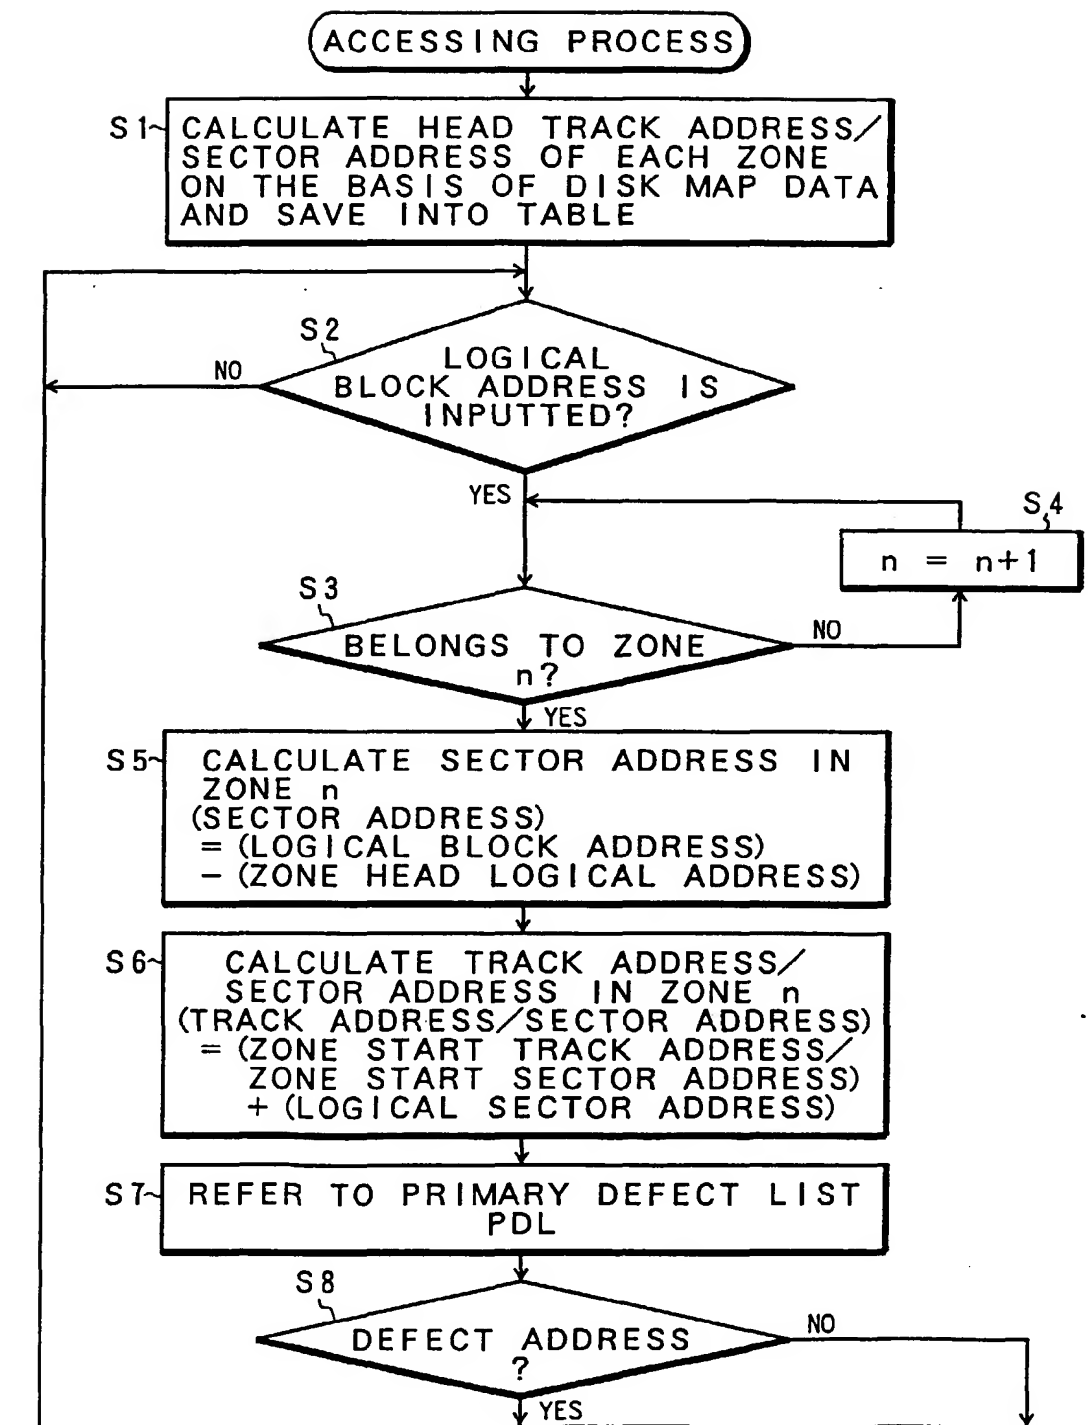 ACCESSING PROCESS
S1
CALCULATE HEAD TRACK ADDRESS/
SECTOR ADDRESS OF EACH ZONE
ON THE BASIS OF DISK MAP DATA
AND SAVE INTO TABLE
S2
LOGICAL
BLOCK ADDRESS IS
INPUTTED?
NO
YES
S4
n = n+1
S3
BELONGS TO ZONE
n?
NO
YES
S5
CALCULATE SECTOR ADDRESS IN
ZONE n
(SECTOR ADDRESS)
= (LOGICAL BLOCK ADDRESS)
− (ZONE HEAD LOGICAL ADDRESS)
S6
CALCULATE TRACK ADDRESS/
SECTOR ADDRESS IN ZONE n
(TRACK ADDRESS/SECTOR ADDRESS)
= (ZONE START TRACK ADDRESS/
ZONE START SECTOR ADDRESS)
+ (LOGICAL SECTOR ADDRESS)
S7
REFER TO PRIMARY DEFECT LIST
PDL
S8
DEFECT ADDRESS
?
NO
YES